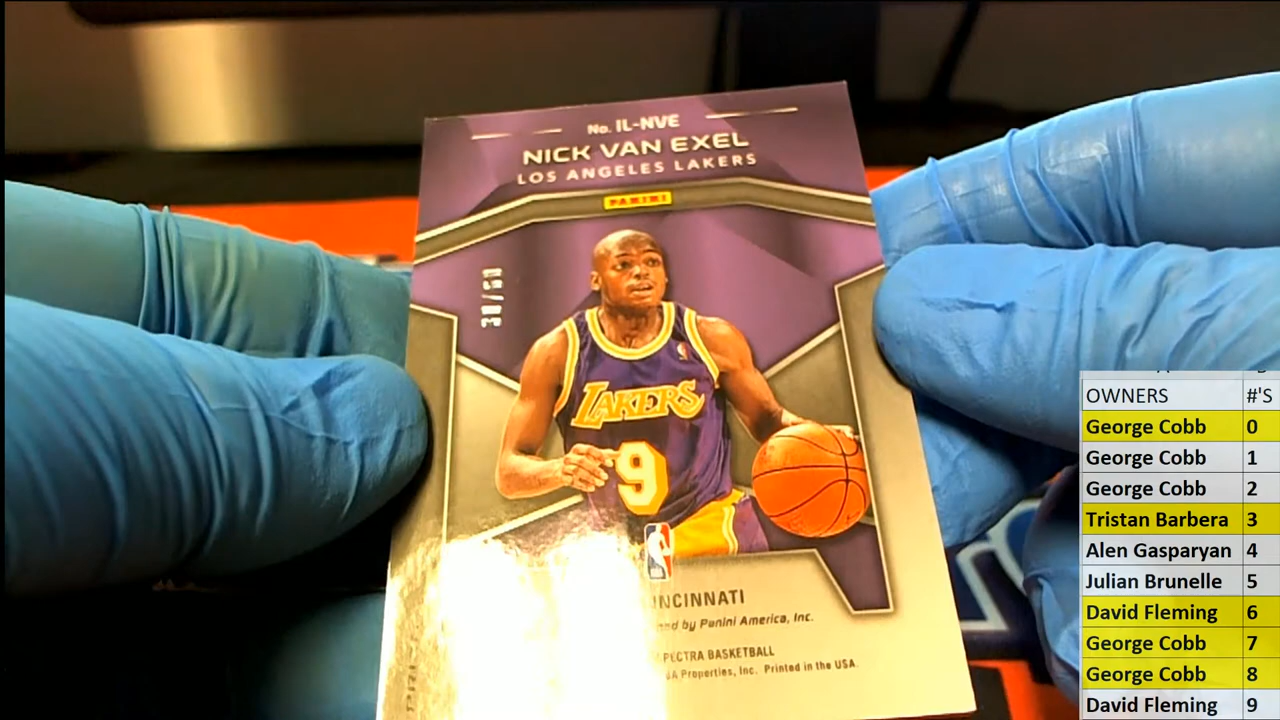 No. IL-NVE
NICK VAN EXEL
LOS ANGELES LAKERS
PANINI
LAKERS
9
INCINNATI
by Panini America, Inc.
PECTRA BASKETBALL
Properties, Inc. Printed in the USA.
OWNERS #'S
George Cobb 0
George Cobb 1
George Cobb 2
Tristan Barbera 3
Alen Gasparyan 4
Julian Brunelle 5
David Fleming 6
George Cobb 7
George Cobb 8
David Fleming 9